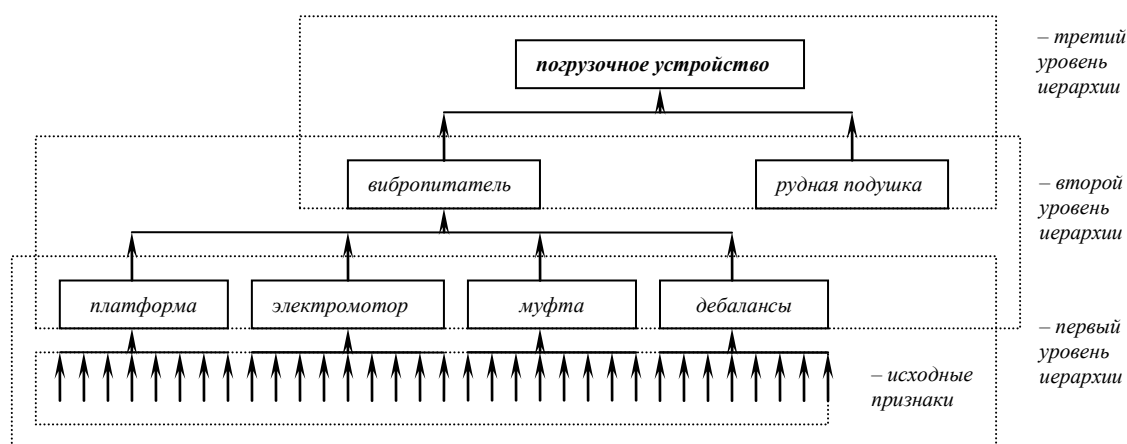 погрузочное устройство
– третий
уровень
иерархии
вибропитатель
рудная подушка
– второй
уровень
иерархии
платформа
электромотор
муфта
дебалансы
– первый
уровень
иерархии
– исходные
признаки